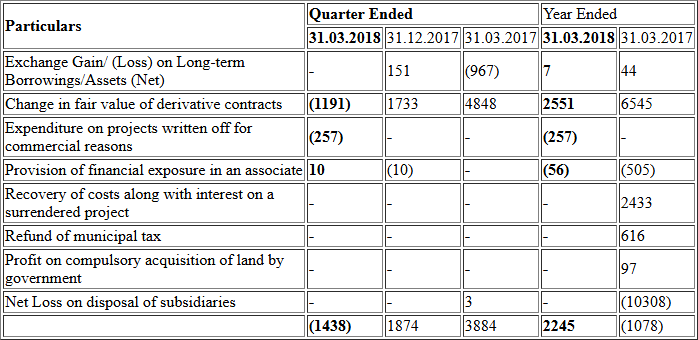 Particulars Quarter Ended Year Ended
31.03.2018 31.12.2017 31.03.2017 31.03.2018 31.03.2017
Exchange Gain/ (Loss) on Long-term
Borrowings/Assets (Net) - 151 (967) 7 44
Change in fair value of derivative contracts (1191) 1733 4848 2551 6545
Expenditure on projects written off for
commercial reasons (257) - - (257) -
Provision of financial exposure in an associate 10 (10) - (56) (505)
Recovery of costs along with interest on a
surrendered project - - - - 2433
Refund of municipal tax - - - - 616
Profit on compulsory acquisition of land by
government - - - - 97
Net Loss on disposal of subsidiaries - - 3 - (10308)
(1438) 1874 3884 2245 (1078)